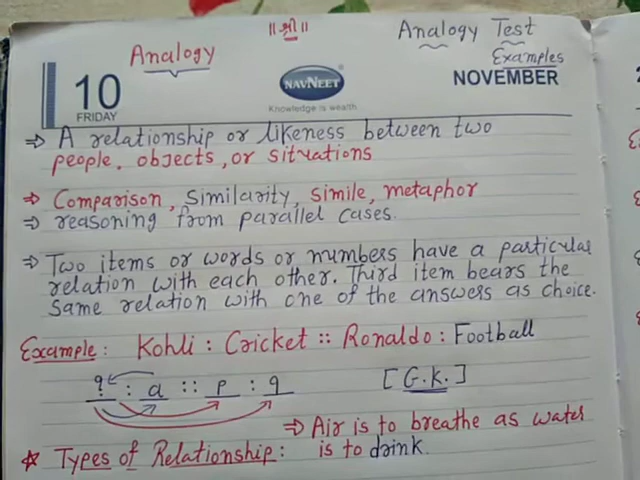 ॥ श्री ॥
Analogy
Analogy Test
Examples
10
FRIDAY
NAVNEET
Knowledge is wealth
NOVEMBER
⇒ A relationship or likeness between two
people, objects, or situations
⇒ Comparison, similarity, simile, metaphor
⇒ reasoning from parallel cases.
⇒ Two items or words or numbers have a particular
relation with each other. Third item bears the
same relation with one of the answers as choice.
Example: Kohli : Cricket :: Ronaldo : Football
? : a :: p : q [G.K.]
⇒ Air is to breathe as water
is to drink.
* Types of Relationship: